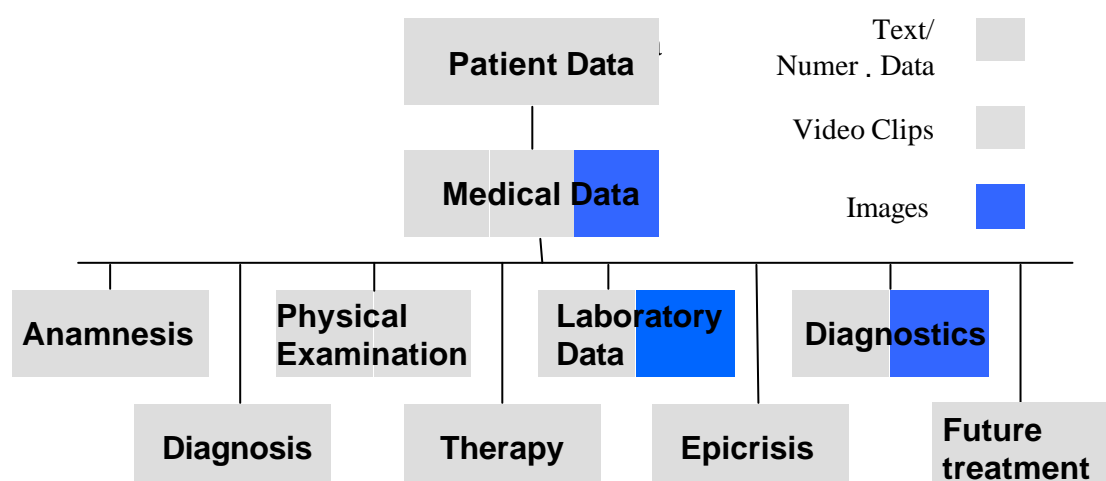 Patient Data
Text/
Numer . Data
Video Clips
Medical Data
Images
Anamnesis
Physical
Examination
Laboratory
Data
Diagnostics
Diagnosis
Therapy
Epicrisis
Future
treatment